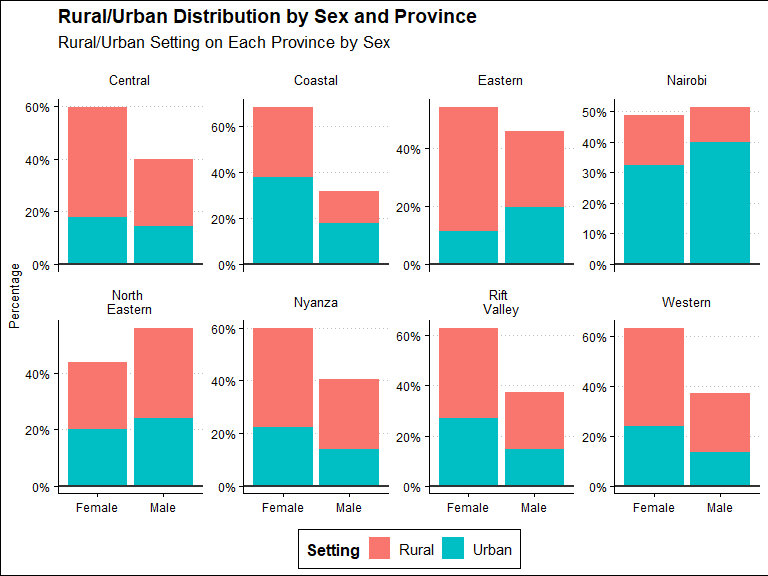 Rural/Urban Distribution by Sex and Province
Rural/Urban Setting on Each Province by Sex
Central
Coastal
Eastern
Nairobi
60%
40%
20%
0%
60%
40%
20%
0%
40%
20%
0%
50%
40%
30%
20%
10%
0%
Percentage
North
Eastern
Nyanza
Rift
Valley
Western
40%
20%
0%
60%
40%
20%
0%
60%
40%
20%
0%
60%
40%
20%
0%
Female Male
Female Male
Female Male
Female Male
Setting Rural Urban